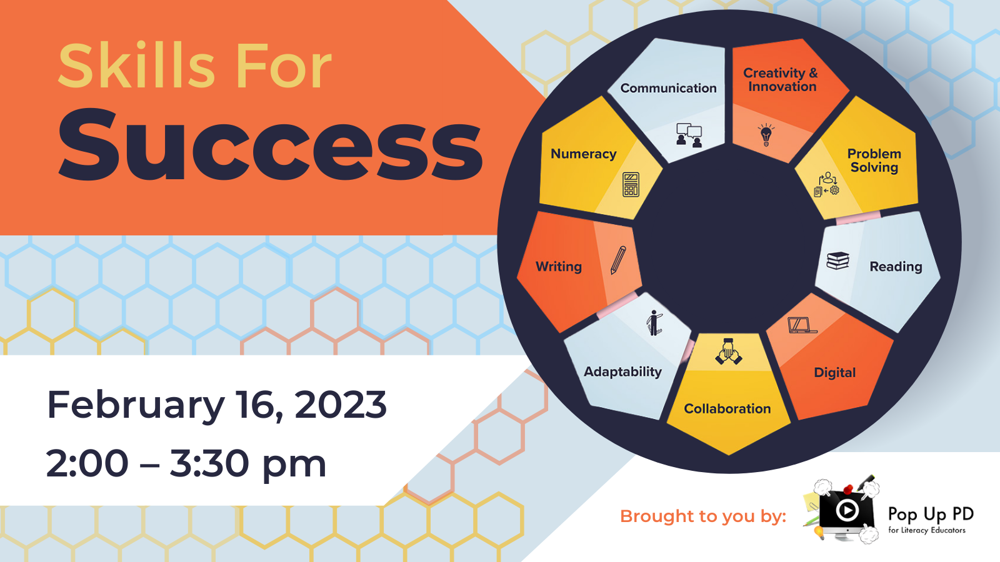 Skills For
Success
February 16, 2023
2:00 – 3:30 pm
Communication
Creativity &
Innovation
Problem
Solving
Reading
Digital
Collaboration
Adaptability
Writing
Numeracy
Brought to you by:
Pop Up PD
for Literacy Educators